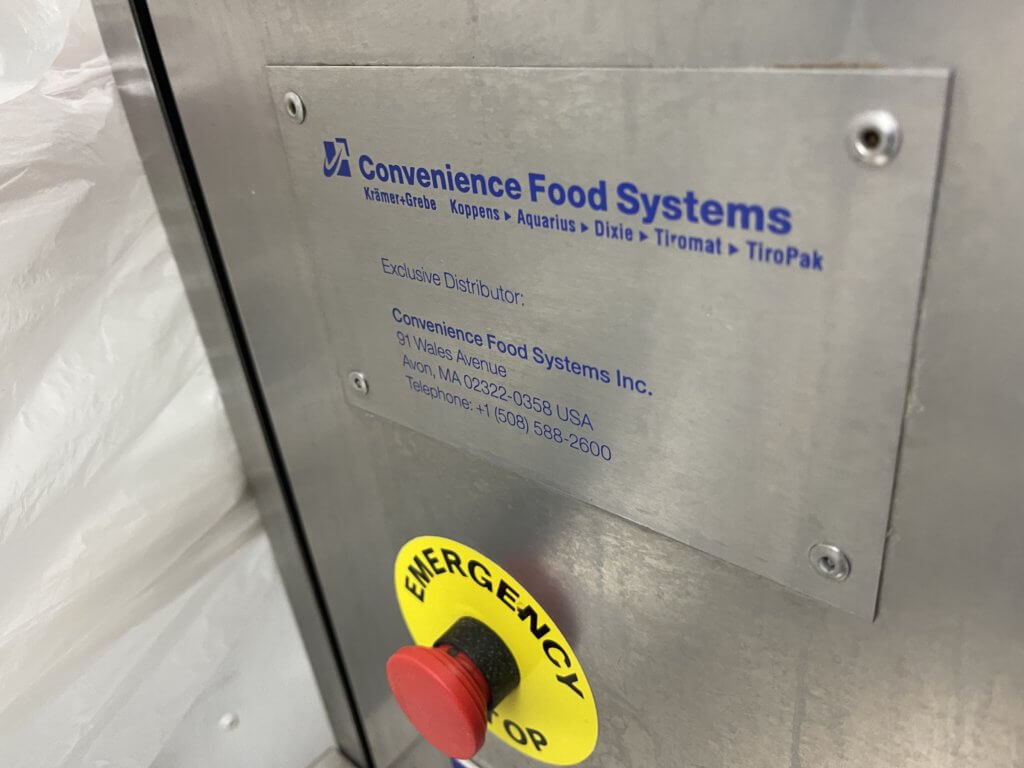 Convenience Food Systems
Krämer+Grebe Koppens ▸ Aquarius ▸ Dixie ▸ Tiromat ▸ TiroPak
Exclusive Distributor:
Convenience Food Systems Inc.
91 Wales Avenue
Avon, MA 02322-0358 USA
Telephone: +1 (508) 588-2600
EMERGENCY
TOP